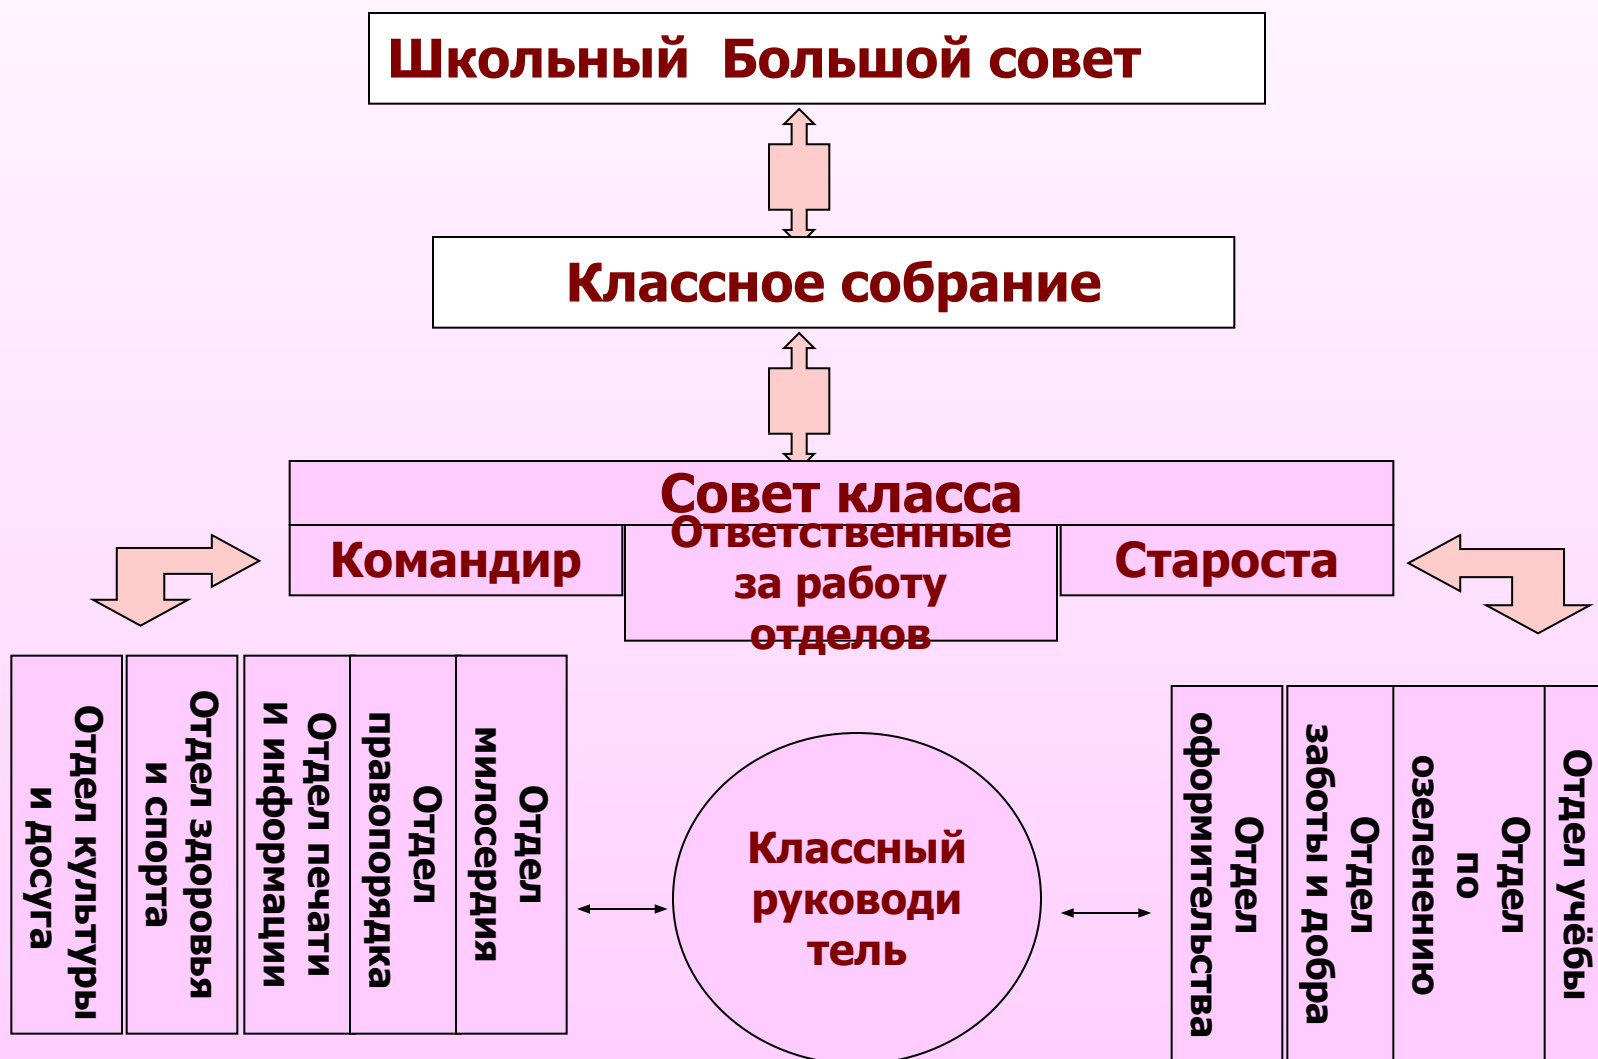 Школьный Большой совет
Классное собрание
Совет класса
Командир
Ответственные
за работу
отделов
Староста
Отдел культуры
и досуга
Отдел здоровья
и спорта
Отдел печати
и информации
Отдел
правопорядка
Отдел
милосердия
Классный
руководи
тель
Отдел
оформительства
Отдел
заботы и добра
Отдел
по
озеленению
Отдел учёбы